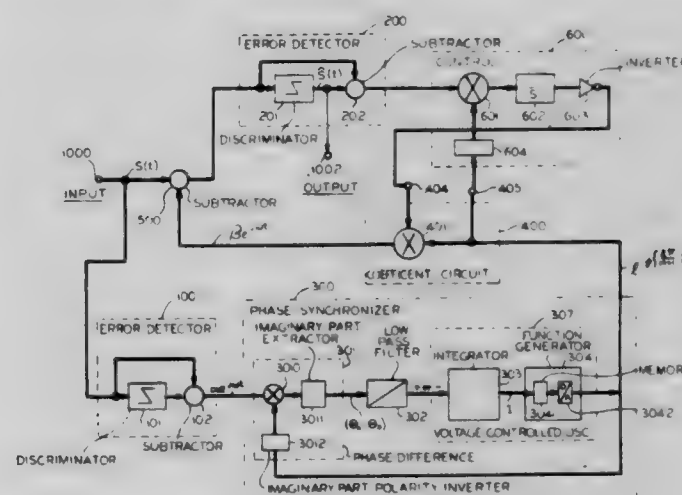 200
ERROR DETECTOR
SUBTRACTOR
CONTROL
INVERTER
Ŝ(t)
201
202
601
602
603
DISCRIMINATOR
604
1000
S(t)
1002
OUTPUT
404
405
INPUT
500
SUBTRACTOR
401
400
COEFFICENT CIRCUIT
100
300
ERROR DETECTOR
PHASE SYNCHRONIZER
IMAGINARY PART
EXTRACTOR
LOW
PASS
FILTER
307
FUNCTION
GENERATOR
INTEGRATOR
303
3010
3011
302
3042
101
102
3012
VOLTAGE CONTROLLED OSC
DISCRIMINATOR
SUBTRACTOR
PHASE DIFFERENCE
IMAGINARY PART POLARITY INVERTER